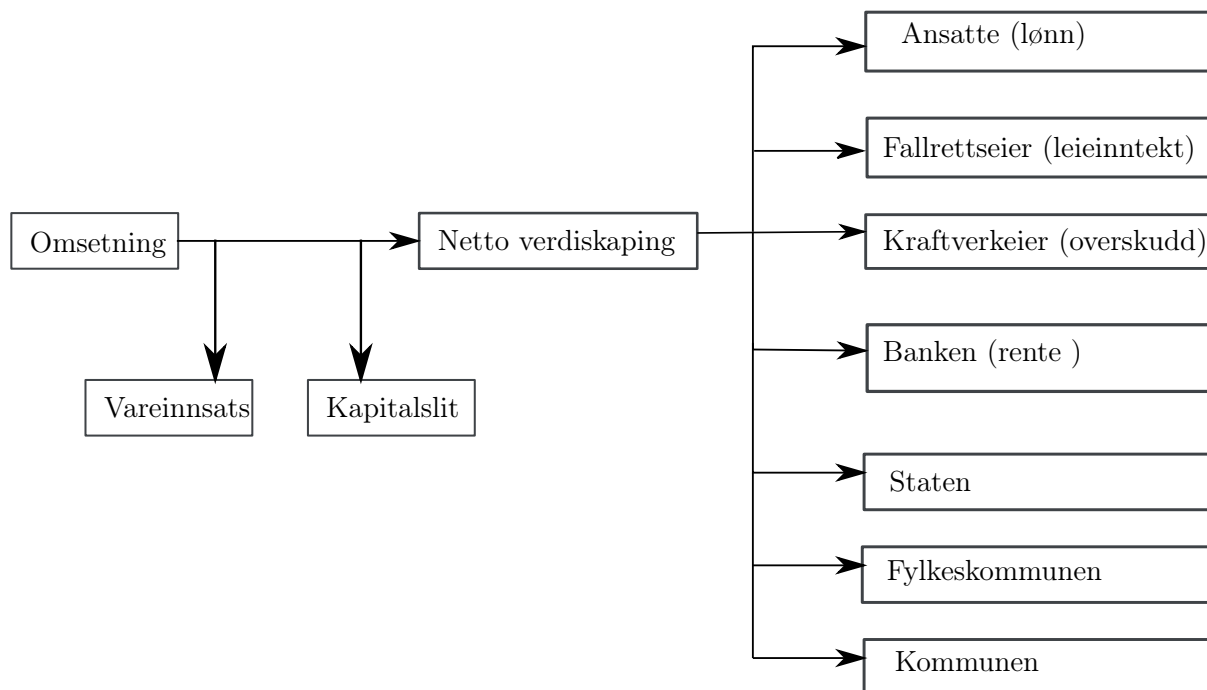 Omsetning
Vareinnsats
Kapitalslit
Netto verdiskaping
Ansatte (lønn)
Fallrettseier (leieinntekt)
Kraftverkeier (overskudd)
Banken (rente )
Staten
Fylkeskommunen
Kommunen